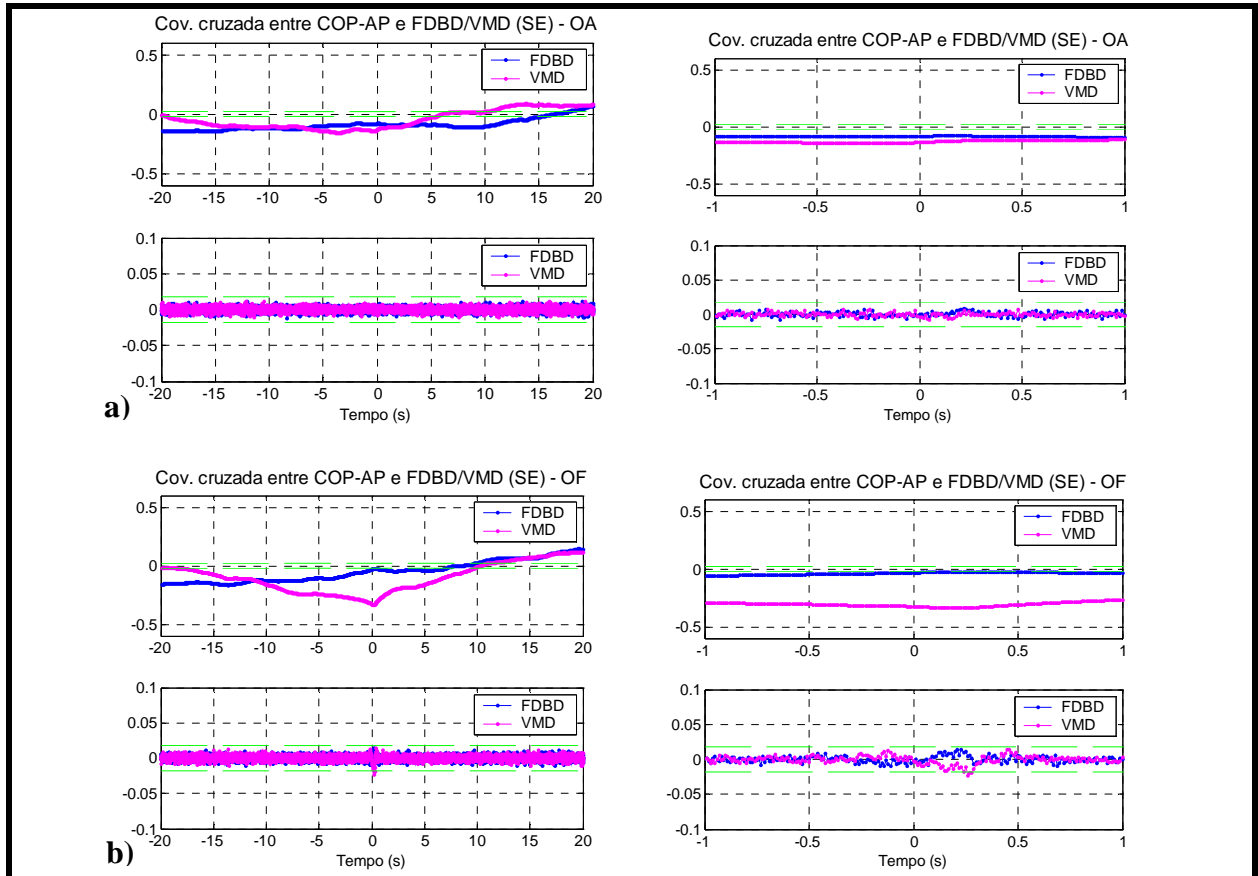 Cov. cruzada entre COP-AP e FDBD/VMD (SE) - OA
0.5
0
-0.5
FDBD
VMD
-20 -15 -10 -5 0 5 10 15 20
0.1
0.05
0
-0.05
-0.1
FDBD
VMD
-20 -15 -10 -5 0 5 10 15 20
Tempo (s)
a)
Cov. cruzada entre COP-AP e FDBD/VMD (SE) - OA
0.5
0
-0.5
FDBD
VMD
-1 -0.5 0 0.5 1
0.1
0.05
0
-0.05
-0.1
FDBD
VMD
-1 -0.5 0 0.5 1
Tempo (s)
Cov. cruzada entre COP-AP e FDBD/VMD (SE) - OF
0.5
0
-0.5
FDBD
VMD
-20 -15 -10 -5 0 5 10 15 20
0.1
0.05
0
-0.05
-0.1
FDBD
VMD
-20 -15 -10 -5 0 5 10 15 20
Tempo (s)
b)
Cov. cruzada entre COP-AP e FDBD/VMD (SE) - OF
0.5
0
-0.5
FDBD
VMD
-1 -0.5 0 0.5 1
0.1
0.05
0
-0.05
-0.1
FDBD
VMD
-1 -0.5 0 0.5 1
Tempo (s)